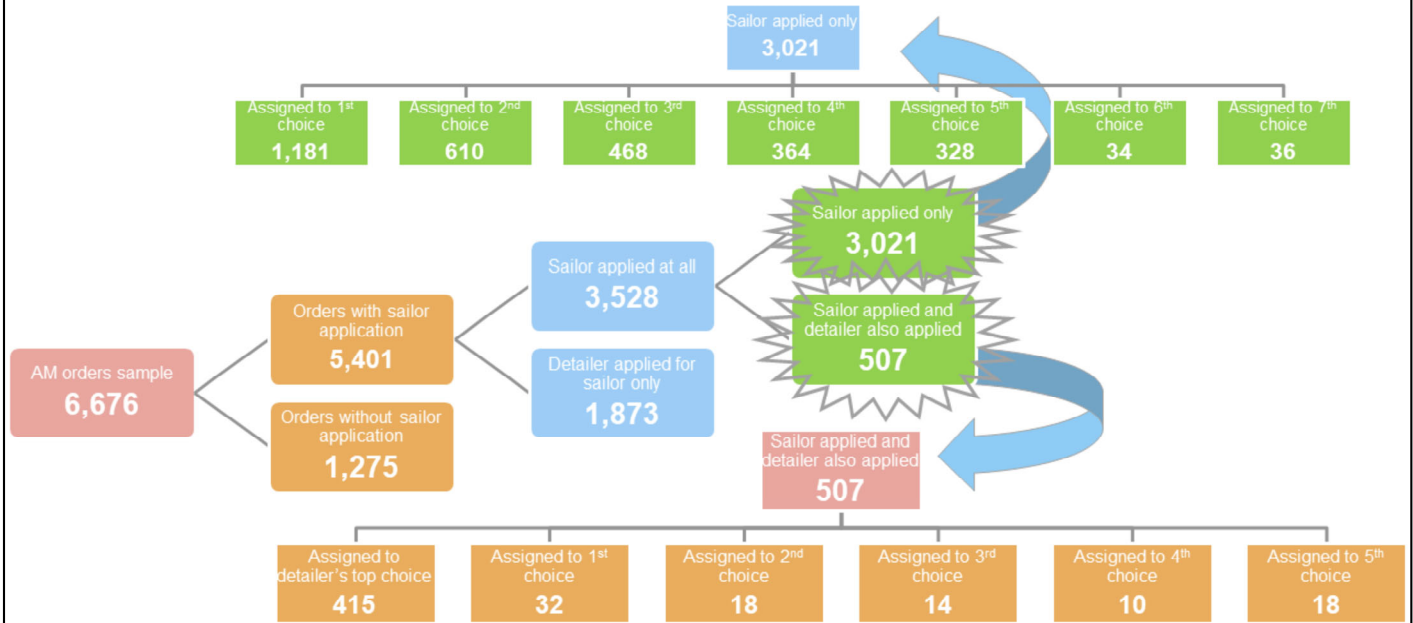 Sailor applied only
3,021
Assigned to 1st
choice
1,181
Assigned to 2nd
choice
610
Assigned to 3rd
choice
468
Assigned to 4th
choice
364
Assigned to 5th
choice
328
Assigned to 6th
choice
34
Assigned to 7th
choice
36
AM orders sample
6,676
Orders with sailor
application
5,401
Orders without sailor
application
1,275
Sailor applied at all
3,528
Detailer applied for
sailor only
1,873
Sailor applied only
3,021
Sailor applied and
detailer also applied
507
Sailor applied and
detailer also applied
507
Assigned to
detailer's top choice
415
Assigned to 1st
choice
32
Assigned to 2nd
choice
18
Assigned to 3rd
choice
14
Assigned to 4th
choice
10
Assigned to 5th
choice
18